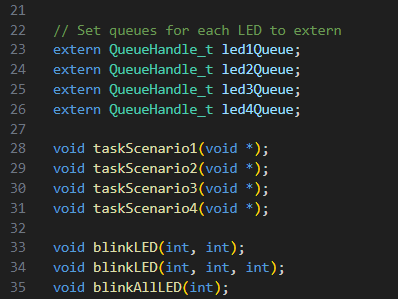 21
22 // Set queues for each LED to extern
23 extern QueueHandle_t led1Queue;
24 extern QueueHandle_t led2Queue;
25 extern QueueHandle_t led3Queue;
26 extern QueueHandle_t led4Queue;
27
28 void taskScenario1(void *);
29 void taskScenario2(void *);
30 void taskScenario3(void *);
31 void taskScenario4(void *);
32
33 void blinkLED(int, int);
34 void blinkLED(int, int, int);
35 void blinkAllLED(int);